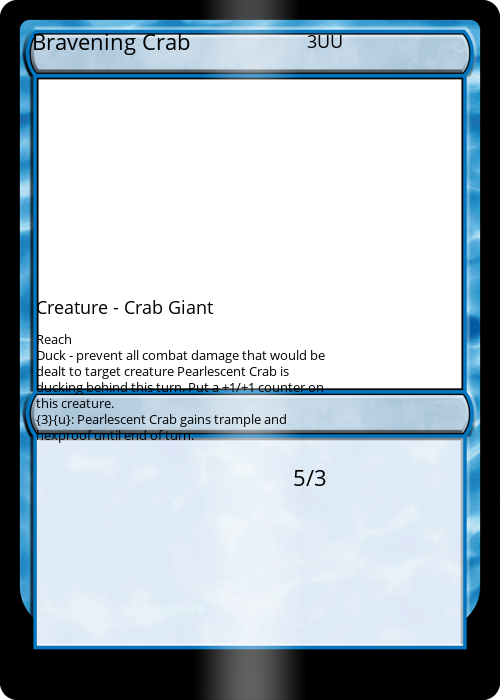 Bravening Crab 3UU
Creature - Crab Giant
Reach
Duck - prevent all combat damage that would be
dealt to target creature Pearlescent Crab is
ducking behind this turn. Put a +1/+1 counter on
this creature.
{3}{u}: Pearlescent Crab gains trample and
hexproof until end of turn.
5/3